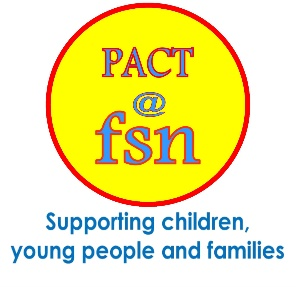 PACT
@
fsn
Supporting children,
young people and families